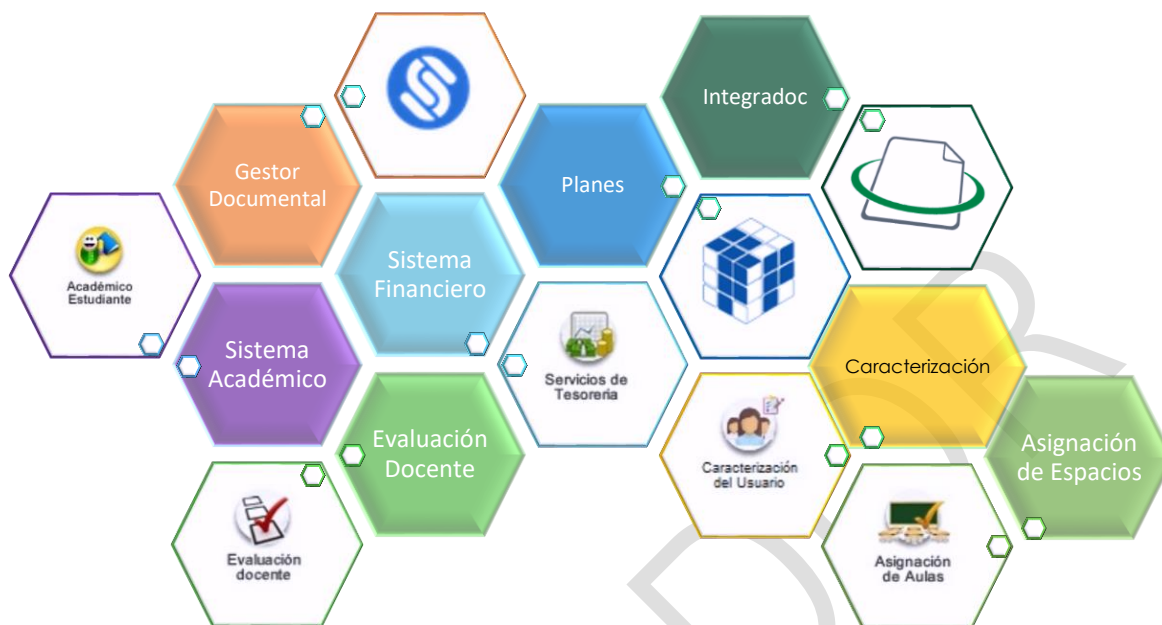 Integradoc
Gestor
Documental
Planes
Académico
Estudiante
Sistema
Financiero
Sistema
Académico
Servicios de
Tesorería
Caracterización
Evaluación
Docente
Caracterización
del Usuario
Asignación
de Espacios
Evaluación
docente
Asignación
de Aulas